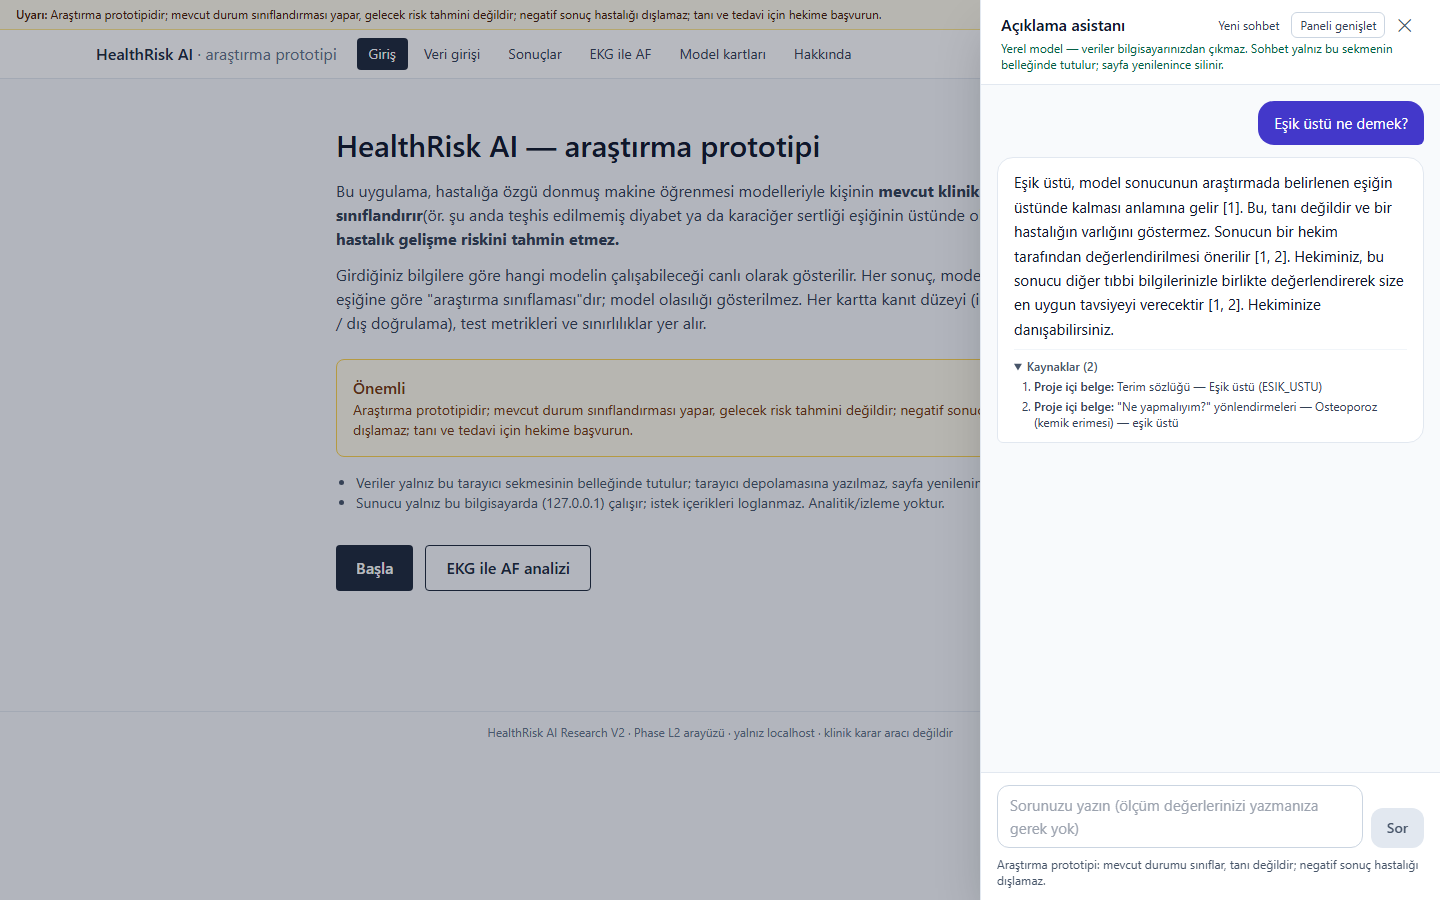 Uyarı: Araştırma prototipidir; mevcut durum sınıflandırması yapar, gelecek risk tahmini değildir; negatif sonuç hastalığı dışlamaz; tanı ve tedavi için hekime başvurun.
HealthRisk AI · araştırma prototipi
Giriş
Veri girişi
Sonuçlar
EKG ile AF
Model kartları
Hakkında
HealthRisk AI — araştırma prototipi
Bu uygulama, hastalığa özgü donmuş makine öğrenmesi modelleriyle kişinin mevcut klinik
sınıflandırır(ör. şu anda teşhis edilmemiş diyabet ya da karaciğer sertliği eşiğinin üstünde o
hastalık gelişme riskini tahmin etmez.
Girdiğiniz bilgilere göre hangi modelin çalışabileceği canlı olarak gösterilir. Her sonuç, mode
eşiğine göre "araştırma sınıflaması"dır; model olasılığı gösterilmez. Her kartta kanıt düzeyi (i
/ dış doğrulama), test metrikleri ve sınırlılıklar yer alır.
Önemli
Araştırma prototipidir; mevcut durum sınıflandırması yapar, gelecek risk tahmini değildir; negatif sonuç
dışlamaz; tanı ve tedavi için hekime başvurun.
• Veriler yalnız bu tarayıcı sekmesinin belleğinde tutulur; tarayıcı depolamasına yazılmaz, sayfa yenilenin
• Sunucu yalnız bu bilgisayarda (127.0.0.1) çalışır; istek içerikleri loglanmaz. Analitik/izleme yoktur.
Başla
EKG ile AF analizi
HealthRisk AI Research V2 · Phase L2 arayüzü · yalnız localhost · klinik karar aracı değildir
Açıklama asistanı
Yeni sohbet
Paneli genişlet
Yerel model — veriler bilgisayarınızdan çıkmaz. Sohbet yalnız bu sekmenin
belleğinde tutulur; sayfa yenilenince silinir.
Eşik üstü ne demek?
Eşik üstü, model sonucunun araştırmada belirlenen eşiğin
üstünde kalması anlamına gelir [1]. Bu, tanı değildir ve bir
hastalığın varlığını göstermez. Sonucun bir hekim
tarafından değerlendirilmesi önerilir [1, 2]. Hekiminiz, bu
sonucu diğer tıbbi bilgilerinizle birlikte değerlendirerek size
en uygun tavsiyeyi verecektir [1, 2]. Hekiminize
danışabilirsiniz.
▼ Kaynaklar (2)
1. Proje içi belge: Terim sözlüğü — Eşik üstü (ESIK_USTU)
2. Proje içi belge: "Ne yapmalıyım?" yönlendirmeleri — Osteoporoz
(kemik erimesi) — eşik üstü
Sorunuzu yazın (ölçüm değerlerinizi yazmanıza
gerek yok)
Sor
Araştırma prototipi: mevcut durumu sınıflar, tanı değildir; negatif sonuç hastalığı
dışlamaz.